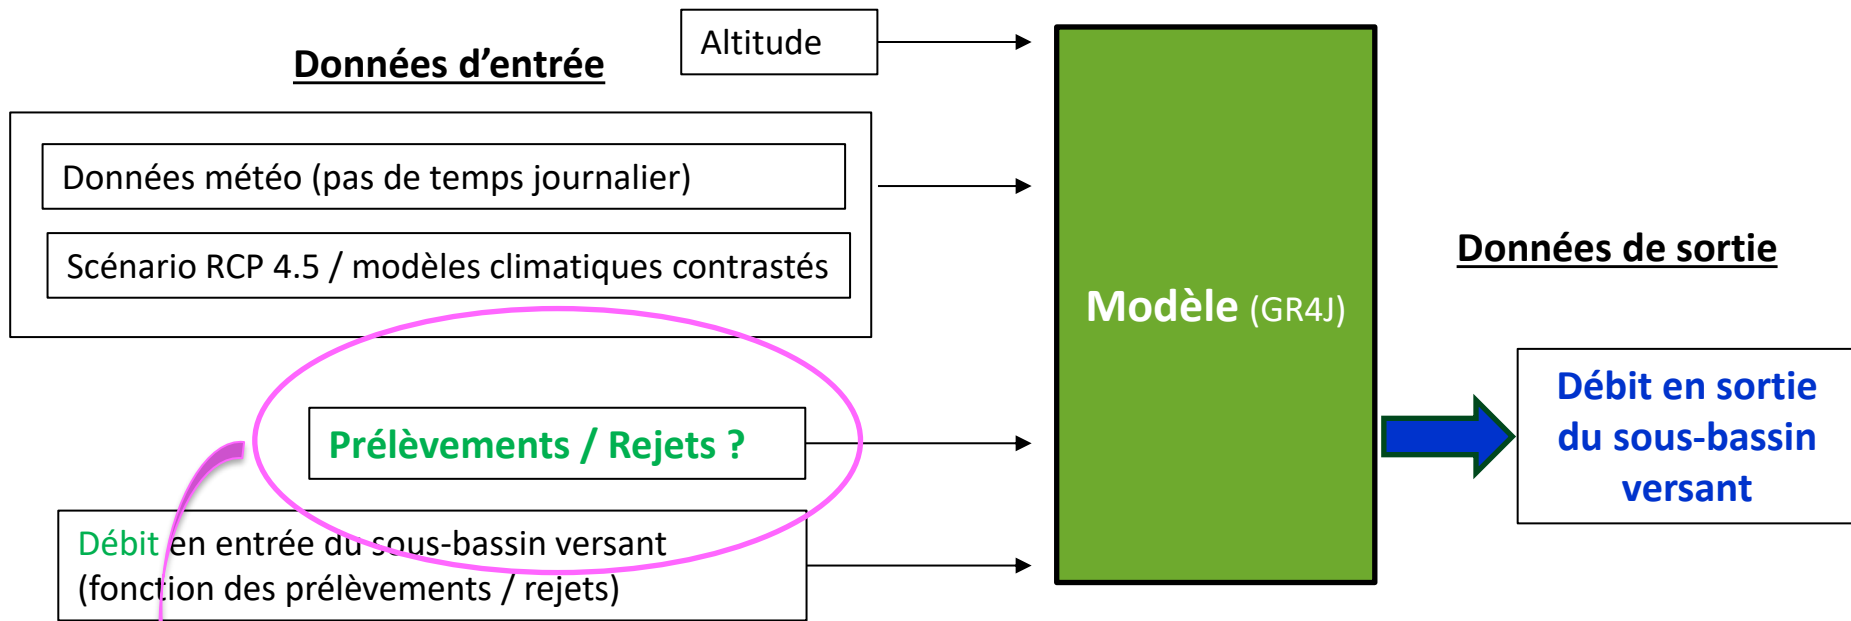 Altitude
Données d’entrée
Données météo (pas de temps journalier)
Scénario RCP 4.5 / modèles climatiques contrastés
Prélèvements / Rejets ?
Débit en entrée du sous-bassin versant
(fonction des prélèvements / rejets)
Modèle (GR4J)
Données de sortie
Débit en sortie
du sous-bassin
versant